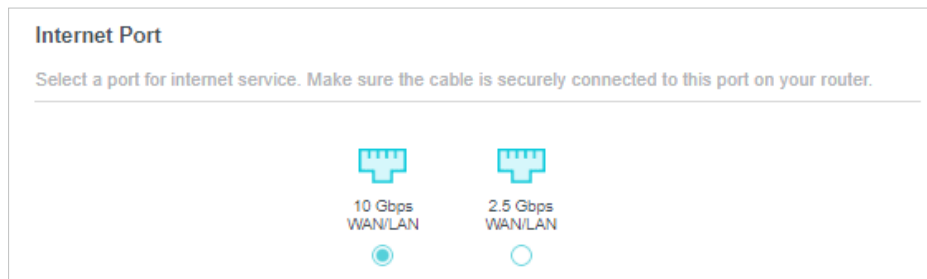 Internet Port
Select a port for internet service. Make sure the cable is securely connected to this port on your router.
10 Gbps
WAN/LAN
2.5 Gbps
WAN/LAN